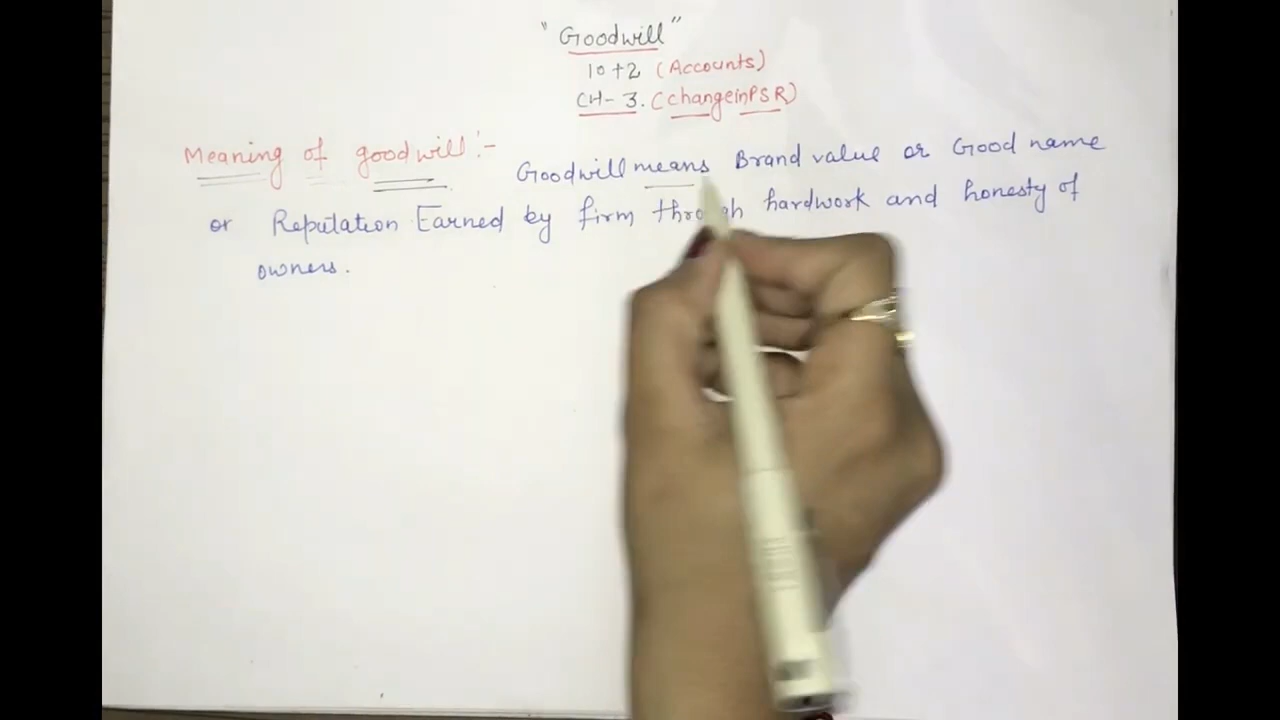 "Goodwill"
10+2 (Accounts)
CH-3. (change in PSR)
Meaning of goodwill:- Goodwill means Brand value or Good name
or Reputation Earned by firm through hardwork and honesty of
owners.